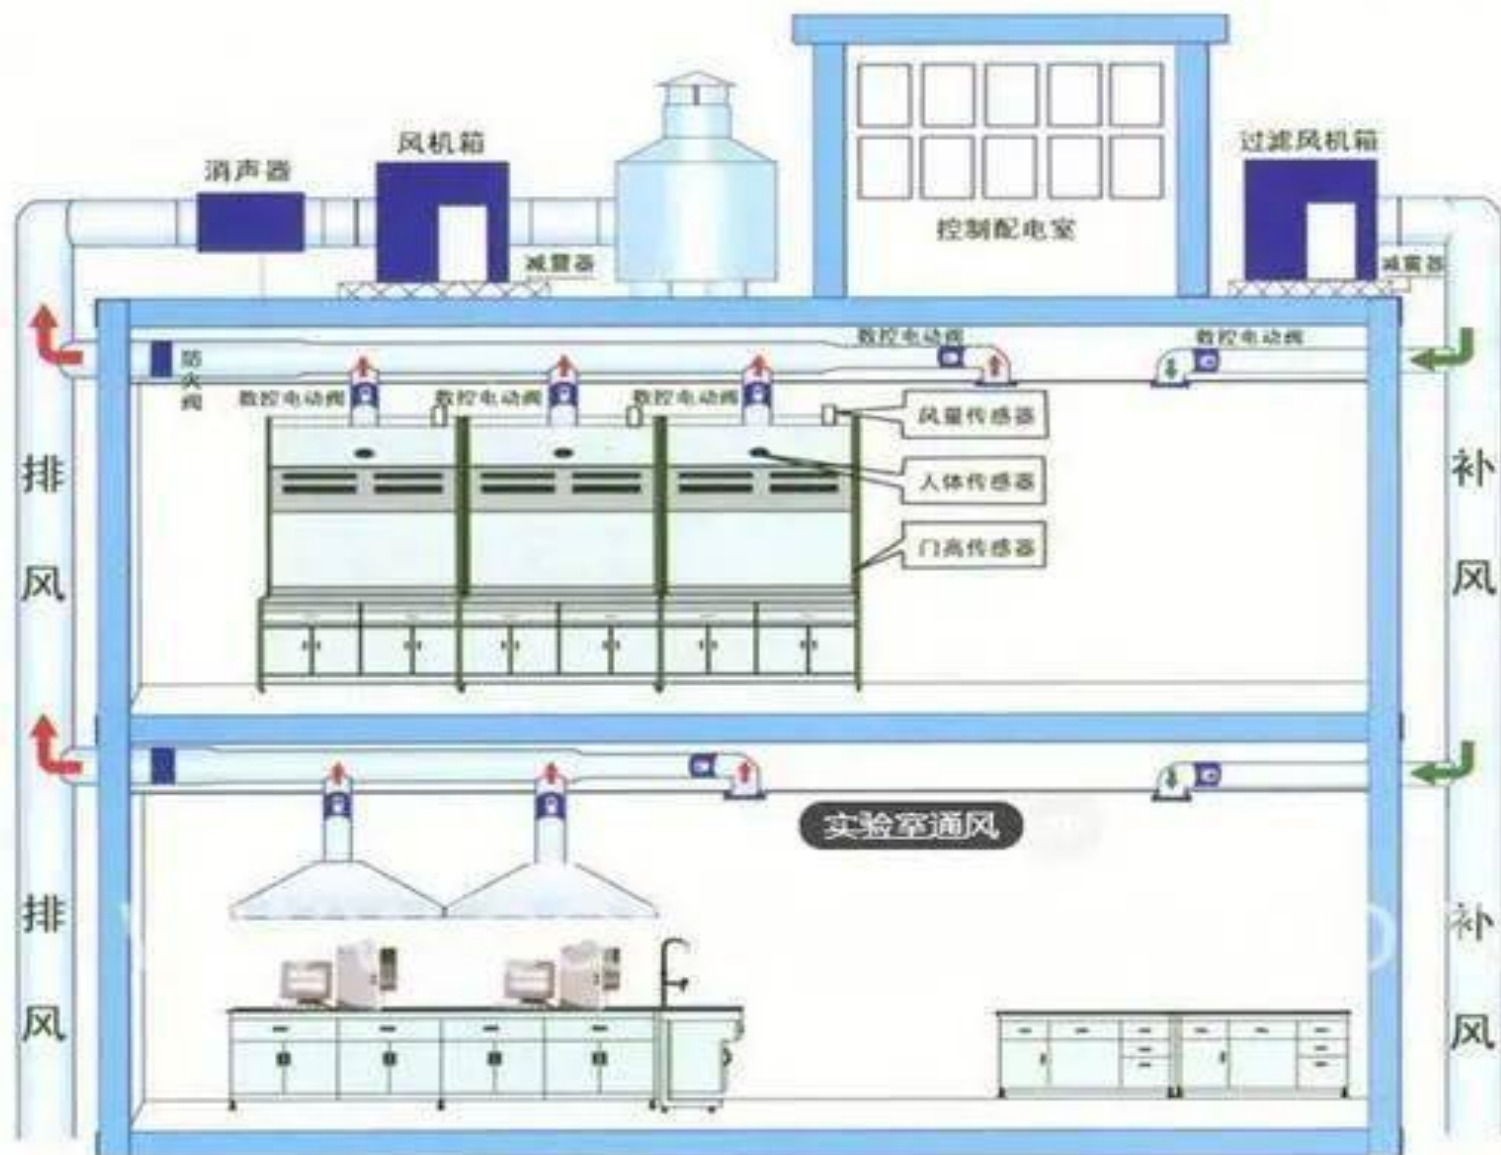 风机箱
过滤风机箱
消声器
控制配电室
减震器
减震器
数控电动阀
数控电动阀
防火阀
数控电动阀
数控电动阀
数控电动阀
风量传感器
排风
人体传感器
补风
门高传感器
实验室通风
排风
补风